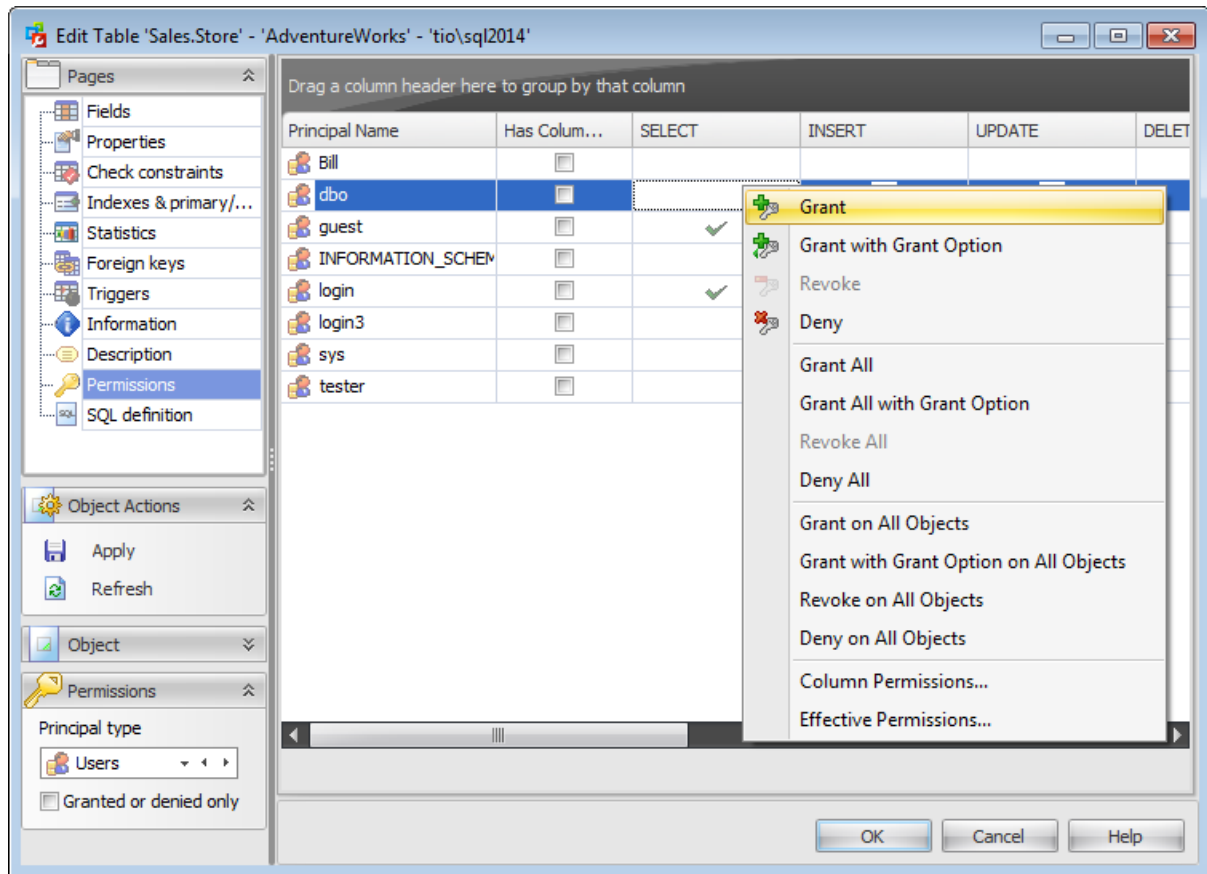 Edit Table 'Sales.Store' - 'AdventureWorks' - 'tio\sql2014'
Pages
Fields
Properties
Check constraints
Indexes & primary/...
Statistics
Foreign keys
Triggers
Information
Description
Permissions
SQL definition
Object Actions
Apply
Refresh
Object
Permissions
Principal type
Users
Granted or denied only
Drag a column header here to group by that column
Principal Name Has Colum... SELECT INSERT UPDATE DELET
Bill
dbo
guest
INFORMATION_SCHEM
login
login3
sys
tester
Grant
Grant with Grant Option
Revoke
Deny
Grant All
Grant All with Grant Option
Revoke All
Deny All
Grant on All Objects
Grant with Grant Option on All Objects
Revoke on All Objects
Deny on All Objects
Column Permissions...
Effective Permissions...
OK Cancel Help